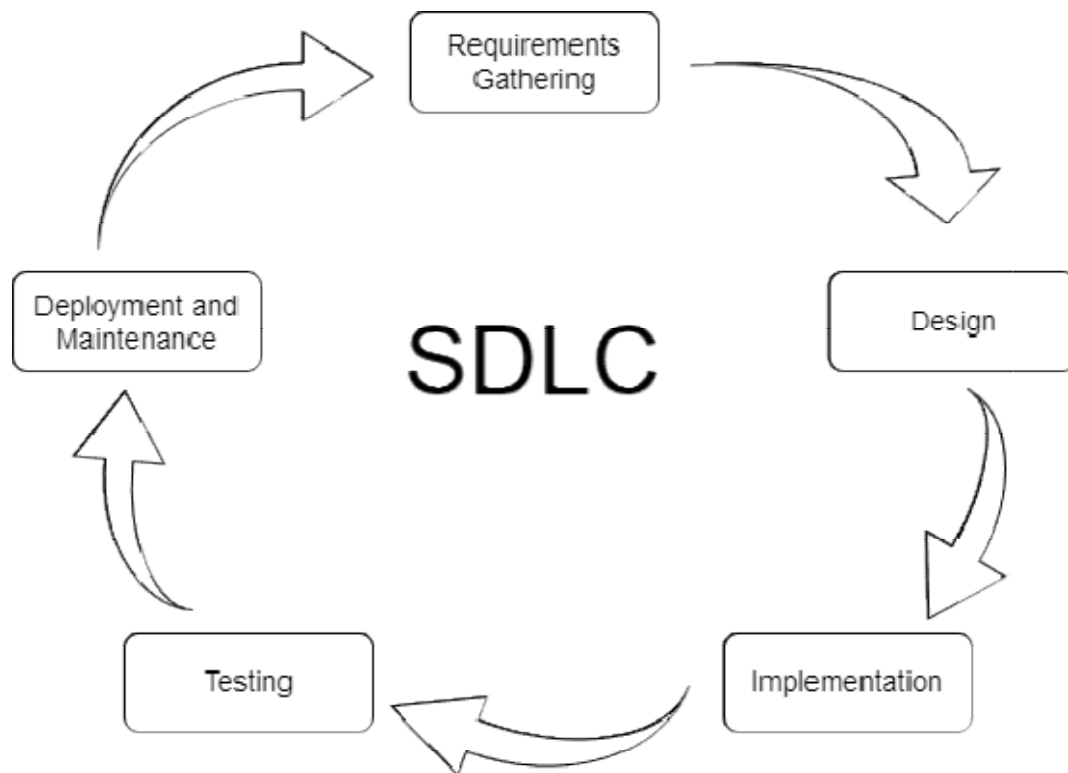 Requirements
Gathering
Deployment and
Maintenance
SDLC
Design
Testing
Implementation